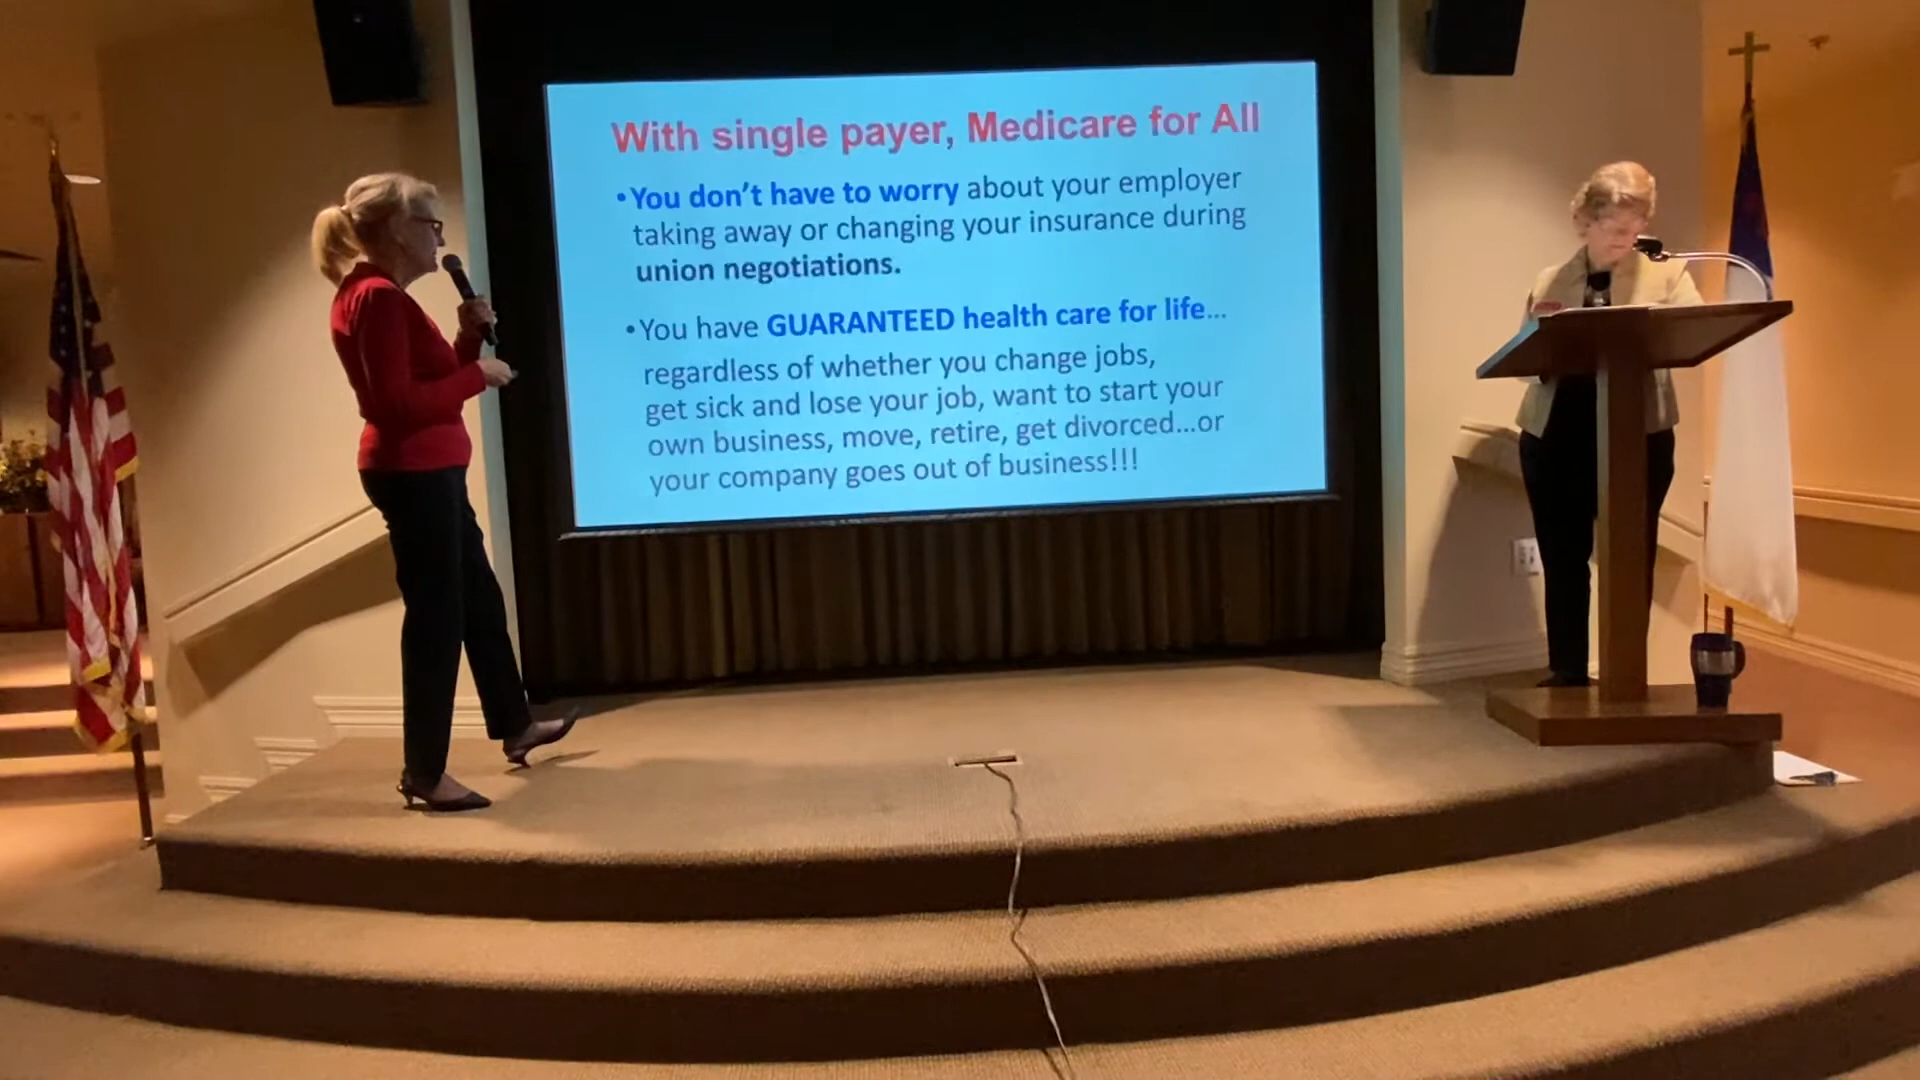 With single payer, Medicare for All
•You don't have to worry about your employer
taking away or changing your insurance during
union negotiations.
•You have GUARANTEED health care for life...
regardless of whether you change jobs,
get sick and lose your job, want to start your
own business, move, retire, get divorced...or
your company goes out of business!!!